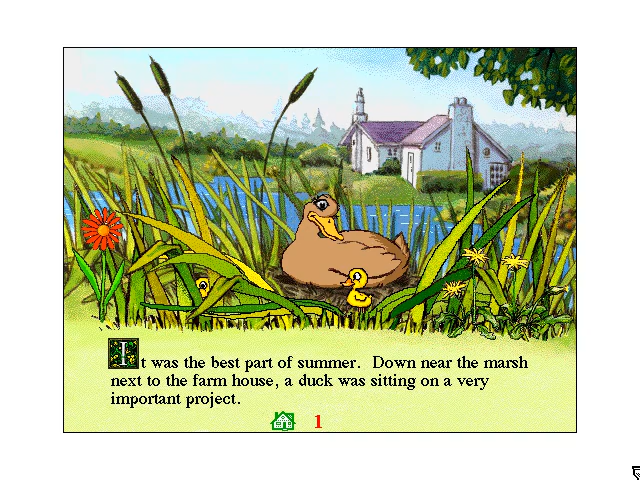 It was the best part of summer.  Down near the marsh
next to the farm house, a duck was sitting on a very
important project.
1